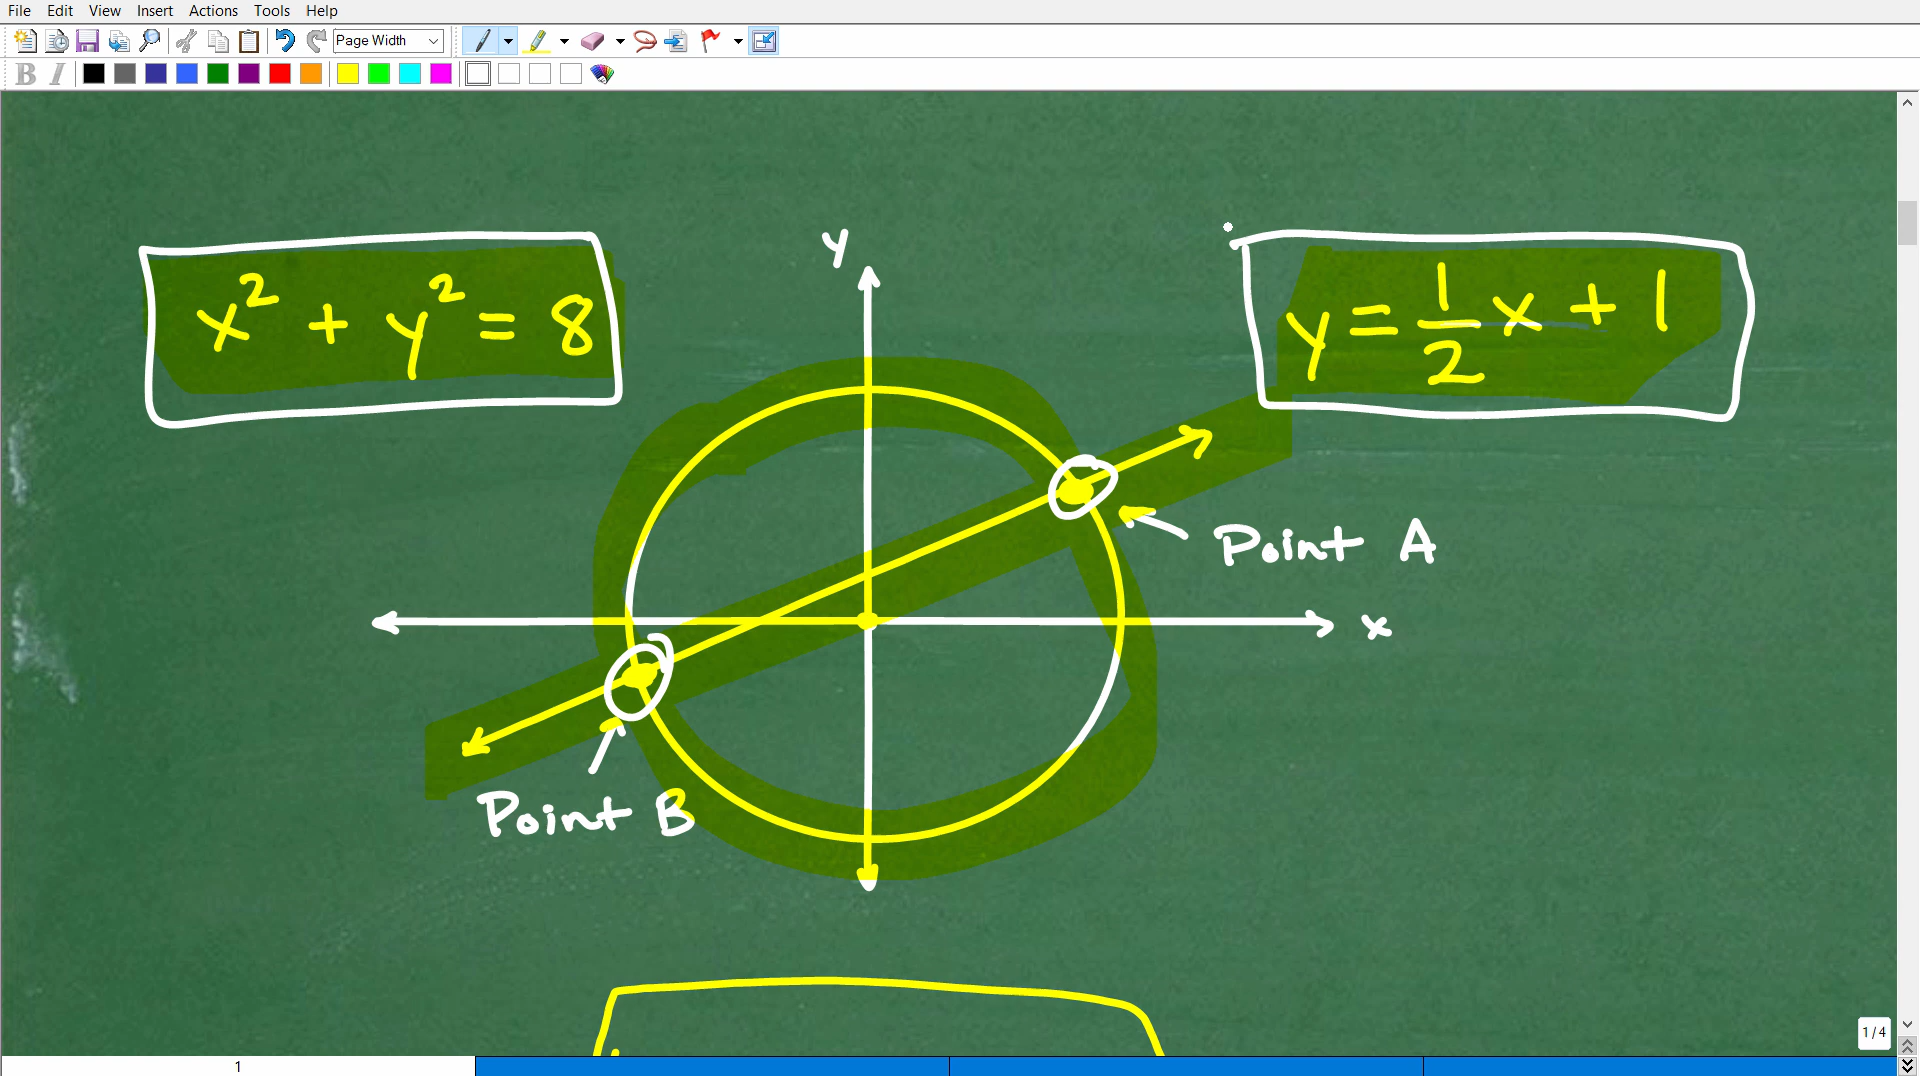 File Edit View Insert Actions Tools Help
Page Width
B I
y
x² + y² = 8
y = 1/2 x + 1
Point A
x
Point B
1 / 4
1